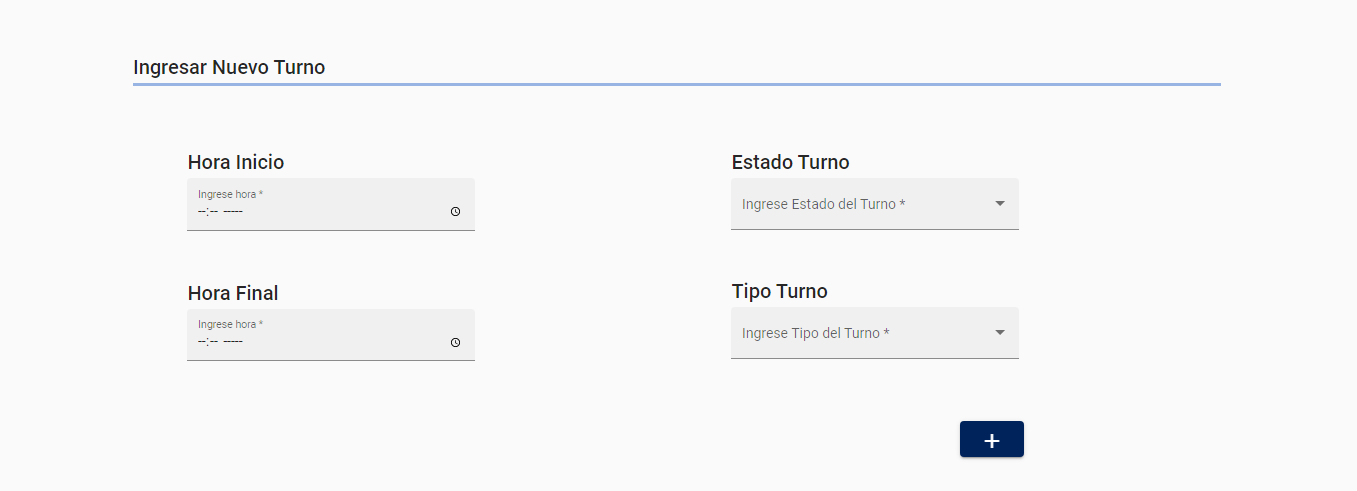 Ingresar Nuevo Turno
Hora Inicio
Ingrese hora *
--:-- -----
Estado Turno
Ingrese Estado del Turno *
Hora Final
Ingrese hora *
--:-- -----
Tipo Turno
Ingrese Tipo del Turno *
+